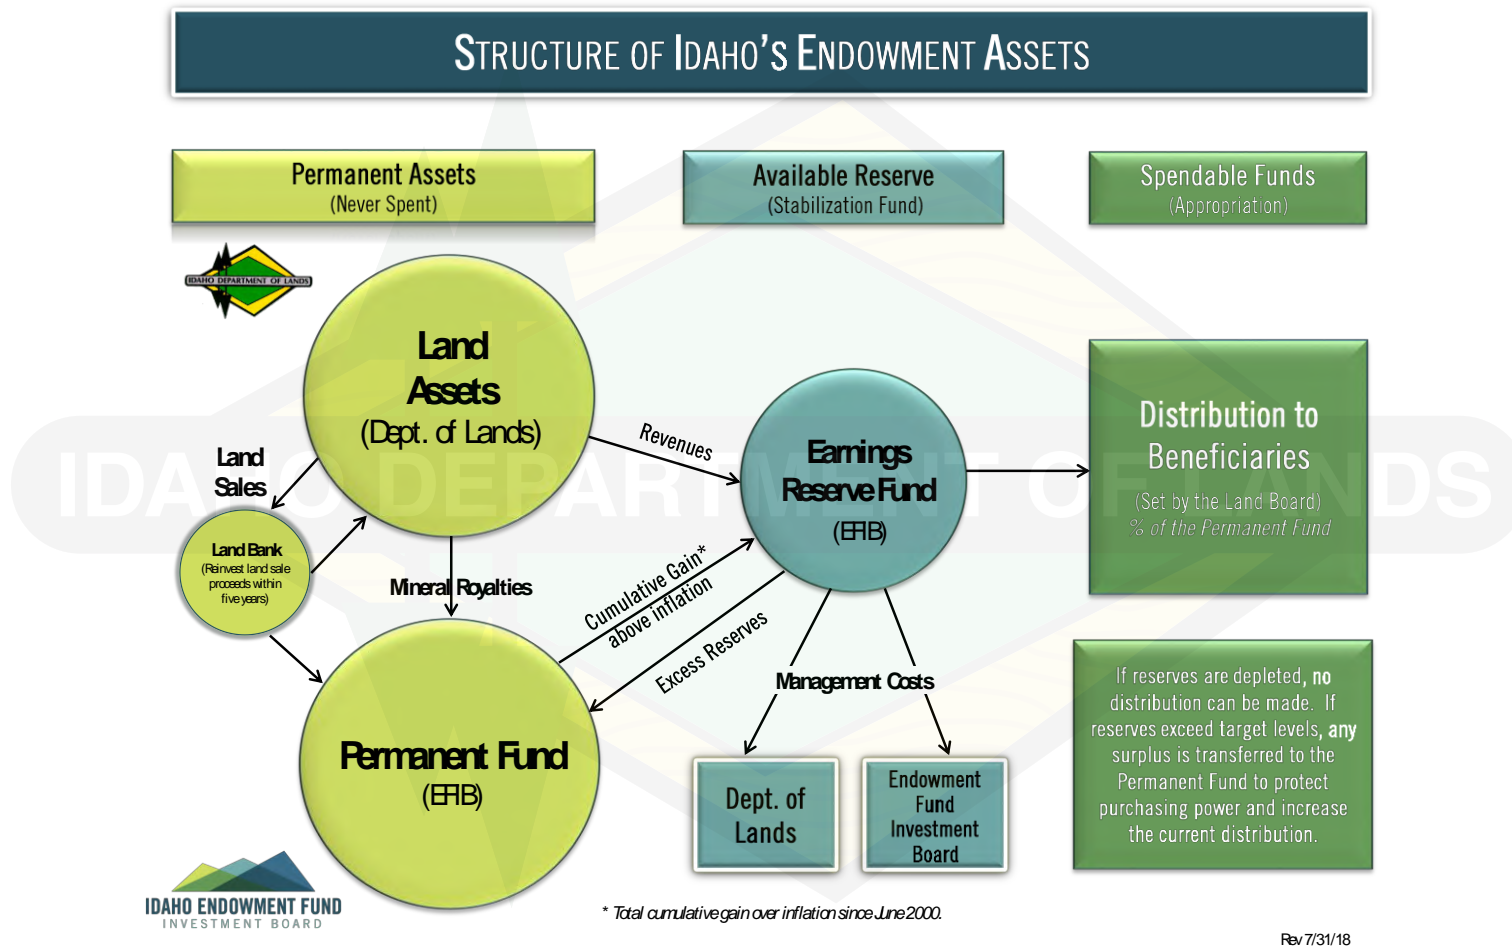 STRUCTURE OF IDAHO'S ENDOWMENT ASSETS
Permanent Assets
(Never Spent)
Available Reserve
(Stabilization Fund)
Spendable Funds
(Appropriation)
IDAHO DEPARTMENT OF LANDS
Land
Assets
(Dept. of Lands)
Land
Sales
Land Bank
(Reinvest land sale
proceeds within
five years)
Revenues
Mineral Royalties
Earnings
Reserve Fund
(EFIB)
Cumulative Gain*
above inflation
Excess Reserves
Permanent Fund
(EFIB)
Management Costs
Dept. of
Lands
Endowment
Fund
Investment
Board
Distribution to
Beneficiaries
(Set by the Land Board)
% of the Permanent Fund
If reserves are depleted, no
distribution can be made. If
reserves exceed target levels, any
surplus is transferred to the
Permanent Fund to protect
purchasing power and increase
the current distribution.
IDAHO DEPARTMENT OF LANDS
IDAHO ENDOWMENT FUND
INVESTMENT BOARD
* Total cumulative gain over inflation since June 2000.
Rev 7/31/18